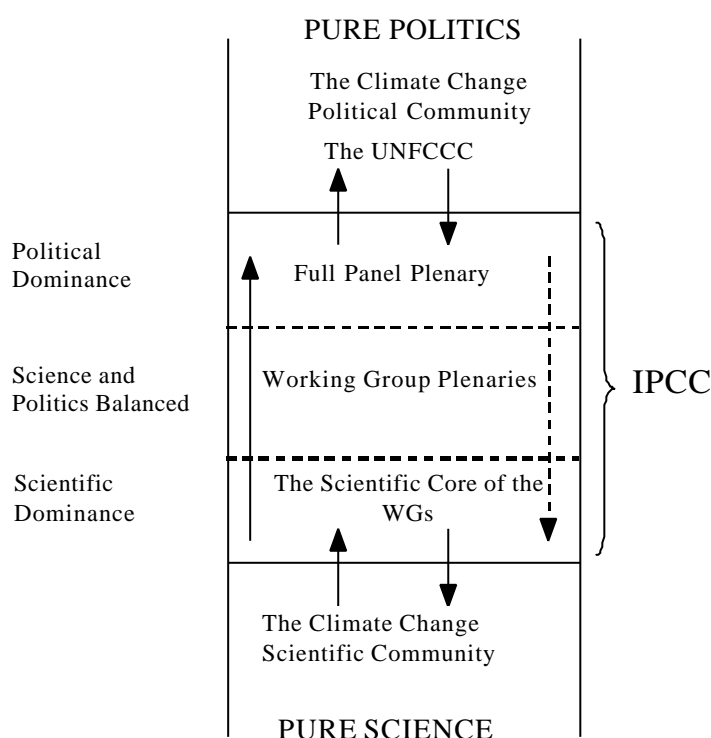 PURE POLITICS
The Climate Change
Political Community
The UNFCCC
Political
Dominance
Full Panel Plenary
Science and
Politics Balanced
Working Group Plenaries
IPCC
Scientific
Dominance
The Scientific Core of the
WGs
The Climate Change
Scientific Community
PURE SCIENCE